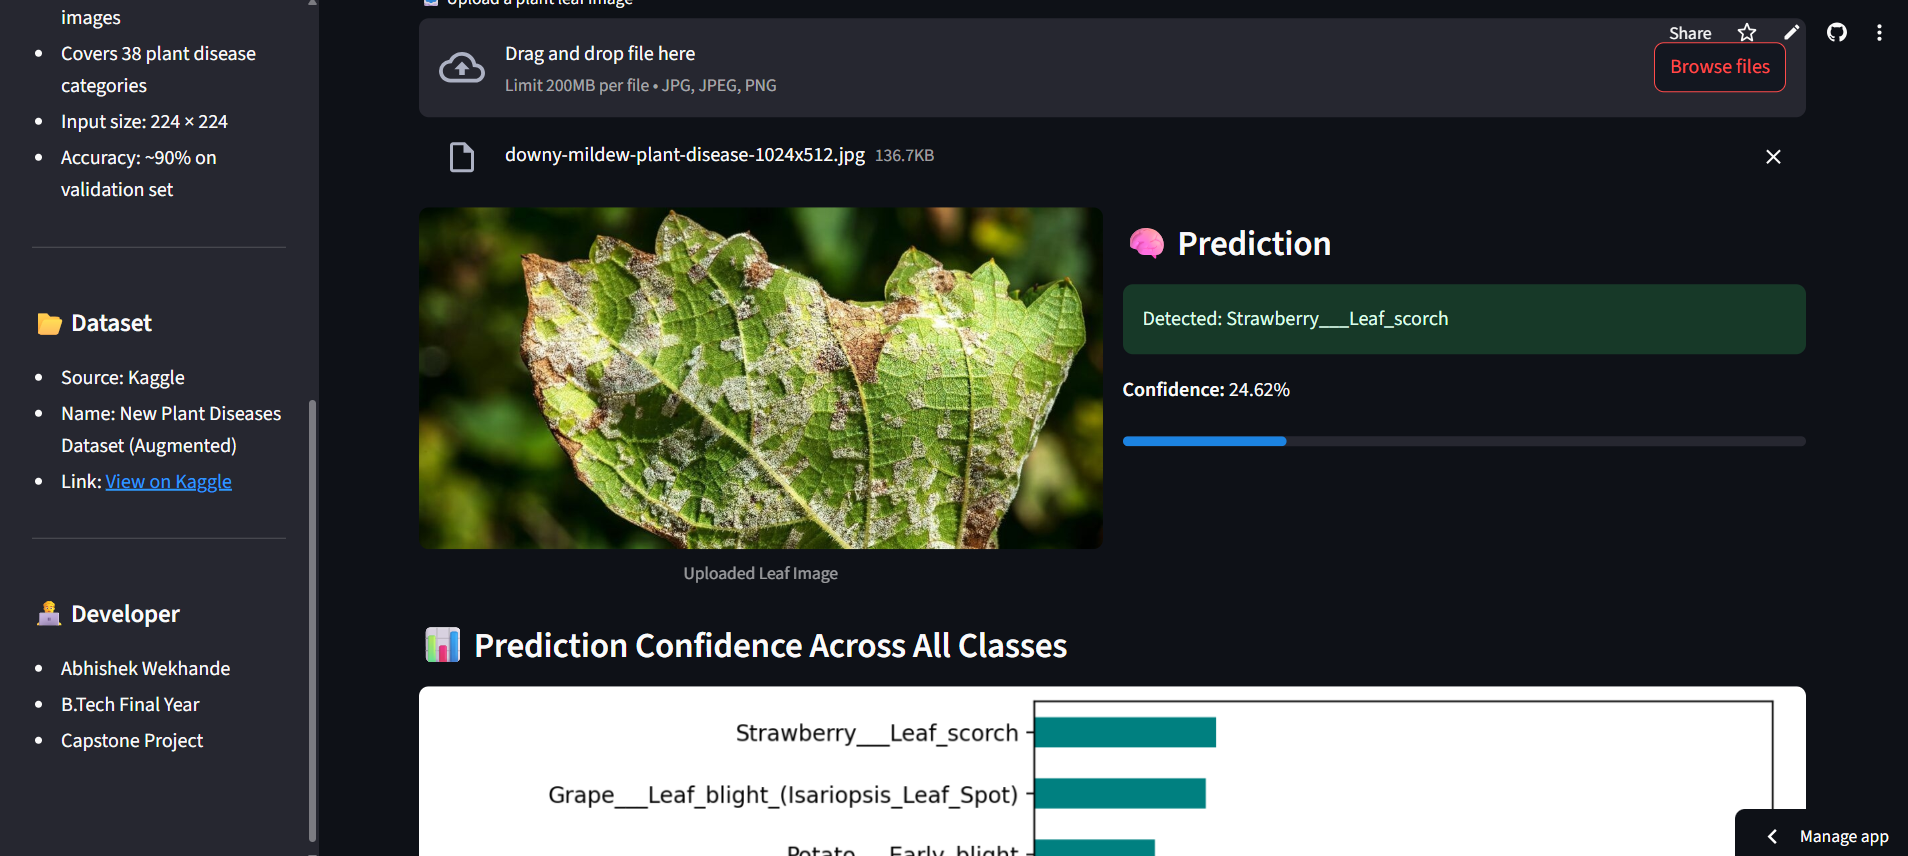 images
Covers 38 plant disease
categories
Input size: 224 × 224
Accuracy: ~90% on
validation set
Dataset
Source: Kaggle
Name: New Plant Diseases
Dataset (Augmented)
Link: View on Kaggle
Developer
Abhishek Wekhande
B.Tech Final Year
Capstone Project
Upload a plant leaf image
Share
Drag and drop file here
Limit 200MB per file • JPG, JPEG, PNG
Browse files
downy-mildew-plant-disease-1024x512.jpg 136.7KB
Prediction
Detected: Strawberry___Leaf_scorch
Confidence: 24.62%
Uploaded Leaf Image
Prediction Confidence Across All Classes
Strawberry___Leaf_scorch
Grape___Leaf_blight_(Isariopsis_Leaf_Spot)
Potato___Early_blight
Manage app